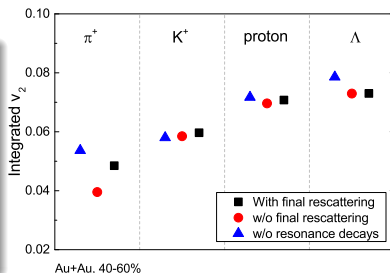 π⁺ K⁺ proton Λ
0.10
0.08
0.06
0.04
0.02
Integrated v₂
With final rescattering
w/o final rescattering
w/o resonance decays
Au+Au, 40-60%